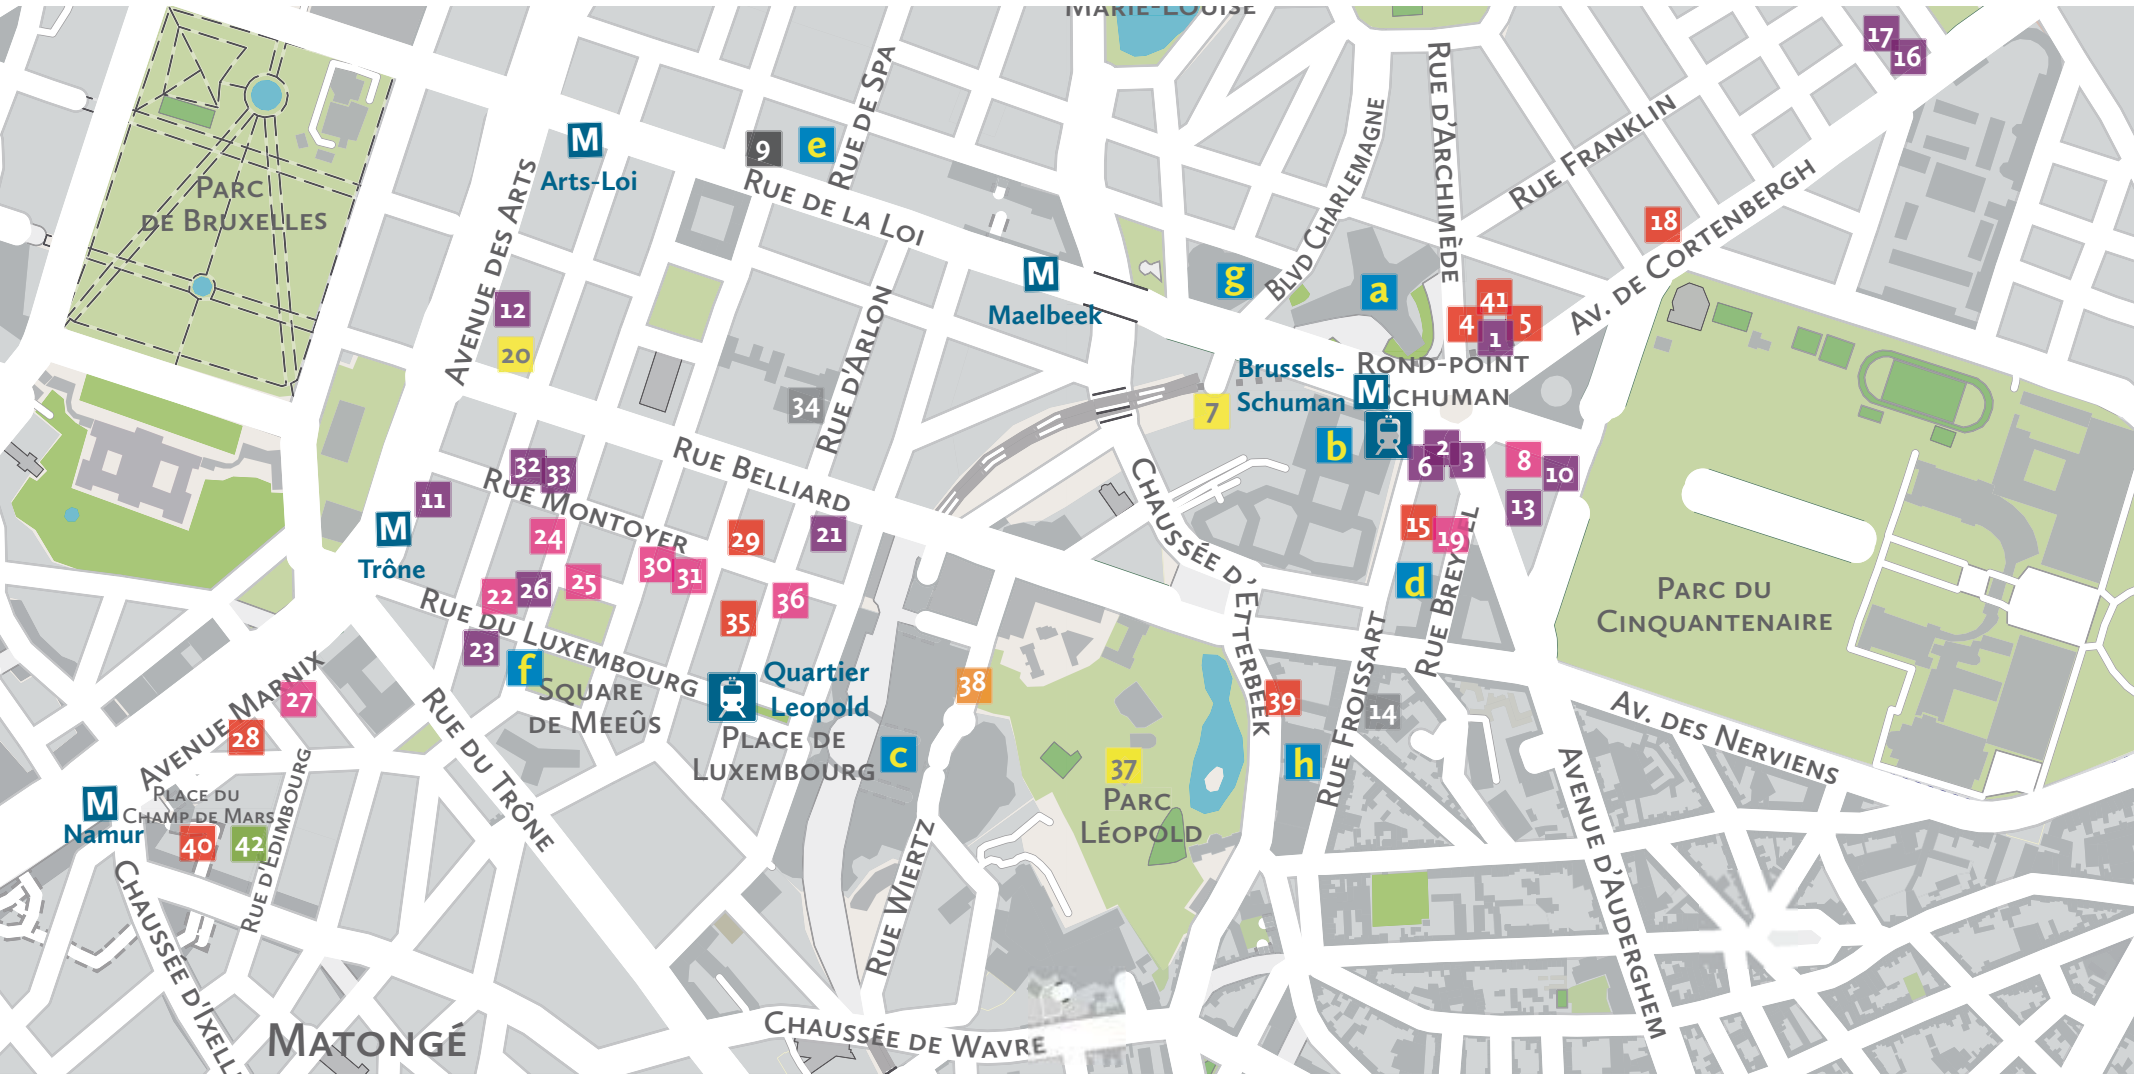 MARIE-LOUISE
17
16
RUE DE SPA
RUE D'ARCHIMÈDE
BLVD CHARLEMAGNE
RUE FRANKLIN
M
Arts-Loi
9
e
PARC
DE BRUXELLES
AVENUE DES ARTS
RUE DE LA LOI
18
AV. DE CORTENBERGH
M
Maelbeek
g
a
41
4
5
1
12
20
RUE D'ARLON
34
Brussels-
Schuman
M
ROND-POINT
SCHUMAN
7
b
2
6
3
8
10
13
32
33
11
RUE BELLIARD
RUE MONTOYER
M
Trône
24
29
21
30
31
25
26
22
36
35
CHAUSSÉE D'ETTERBEEK
15
19
d
RUE BREYDEL
PARC DU
CINQUANTENAIRE
RUE DU LUXEMBOURG
23
f
SQUARE
DE MEEÛS
Quartier
Leopold
PLACE DE
LUXEMBOURG
c
38
39
14
RUE FROISSART
AVENUE MARNIX
27
28
RUE DU TRÔNE
37
PARC
LÉOPOLD
h
AV. DES NERVIENS
M
Namur
PLACE DU
CHAMP DE MARS
40
42
RUE D'EDIMBOURG
RUE WIERTZ
AVENUE D'AUDERGHEM
CHAUSSÉE D'IXELL
MATONGÉ
CHAUSSÉE DE WAVRE